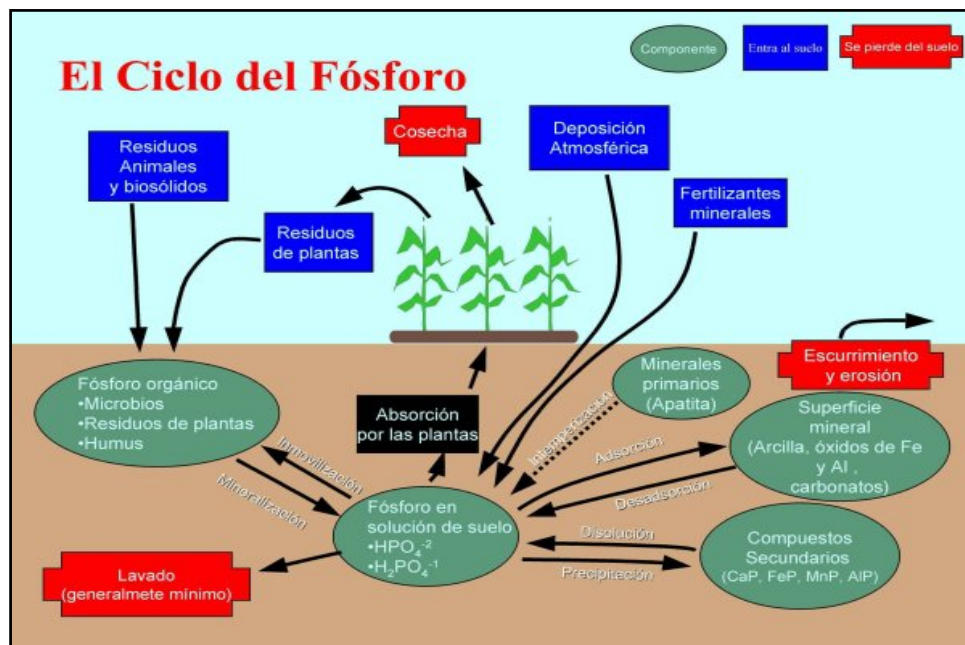 Componente
Entra al suelo
Se pierde del suelo
El Ciclo del Fósforo
Residuos
Animales
y biosólidos
Cosecha
Deposición
Atmosférica
Fertilizantes
minerales
Residuos
de plantas
Escurrimiento
y erosión
Minerales
primarios
(Apatita)
Fósforo orgánico
•Microbios
•Residuos de plantas
•Humus
Absorción
por las plantas
Intempercación
Adsorción
Desadsorción
Superficie
mineral
(Arcilla, óxidos de Fe
y Al ,
carbonatos)
Inmovilización
Mineralización
Fósforo en
solución de suelo
•HPO₄⁻²
•H₂PO₄⁻¹
Disolución
Precipitación
Compuestos
Secundarios
(CaP, FeP, MnP, AlP)
Lavado
(generalmete mínimo)